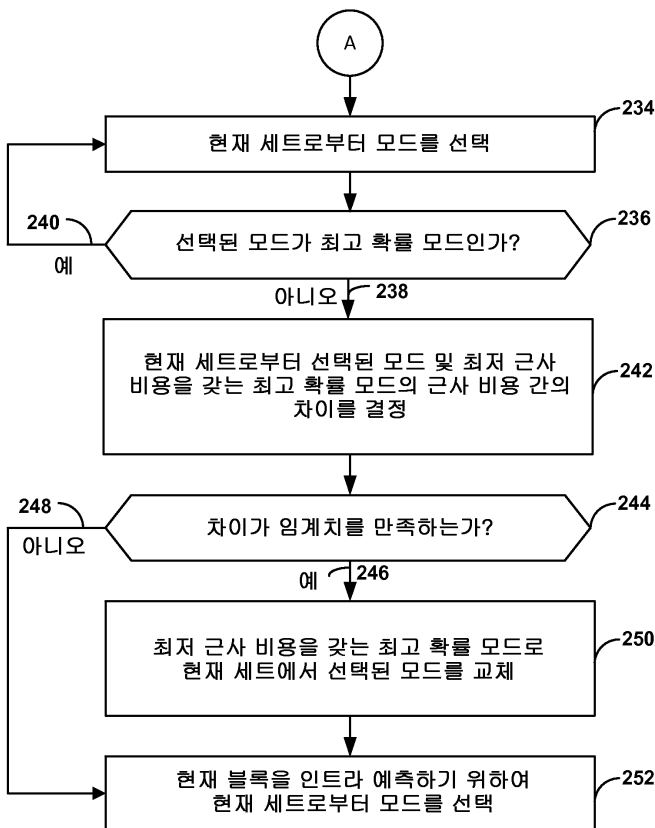 A
234
현재 세트로부터 모드를 선택
240
236
선택된 모드가 최고 확률 모드인가?
예
아니오
238
현재 세트로부터 선택된 모드 및 최저 근사
비용을 갖는 최고 확률 모드의 근사 비용 간의
차이를 결정
242
248
244
차이가 임계치를 만족하는가?
아니오
예
246
최저 근사 비용을 갖는 최고 확률 모드로
현재 세트에서 선택된 모드를 교체
250
현재 블록을 인트라 예측하기 위하여
현재 세트로부터 모드를 선택
252